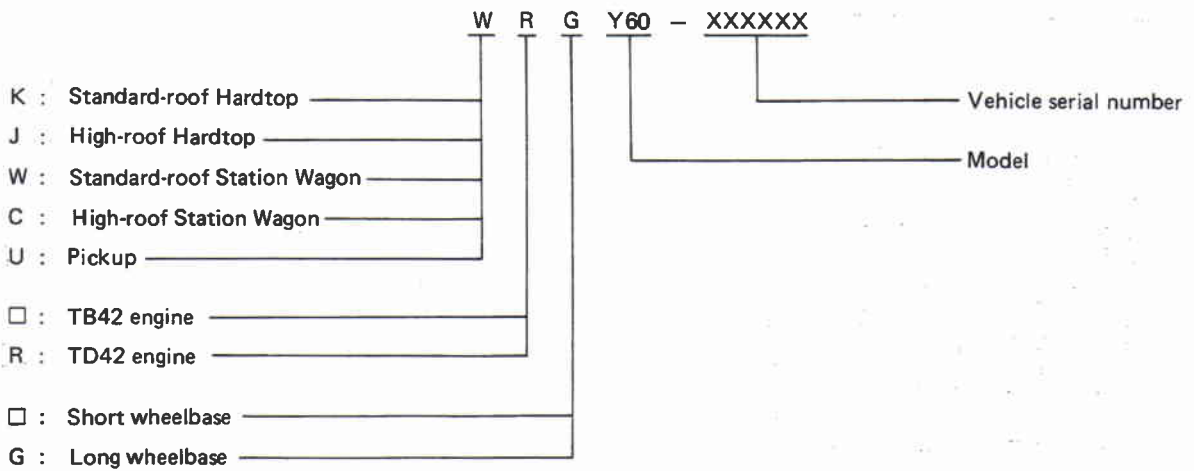 W R G Y60 – XXXXXX
K : Standard-roof Hardtop
Vehicle serial number
J : High-roof Hardtop
Model
W : Standard-roof Station Wagon
C : High-roof Station Wagon
U : Pickup
□ : TB42 engine
R : TD42 engine
□ : Short wheelbase
G : Long wheelbase